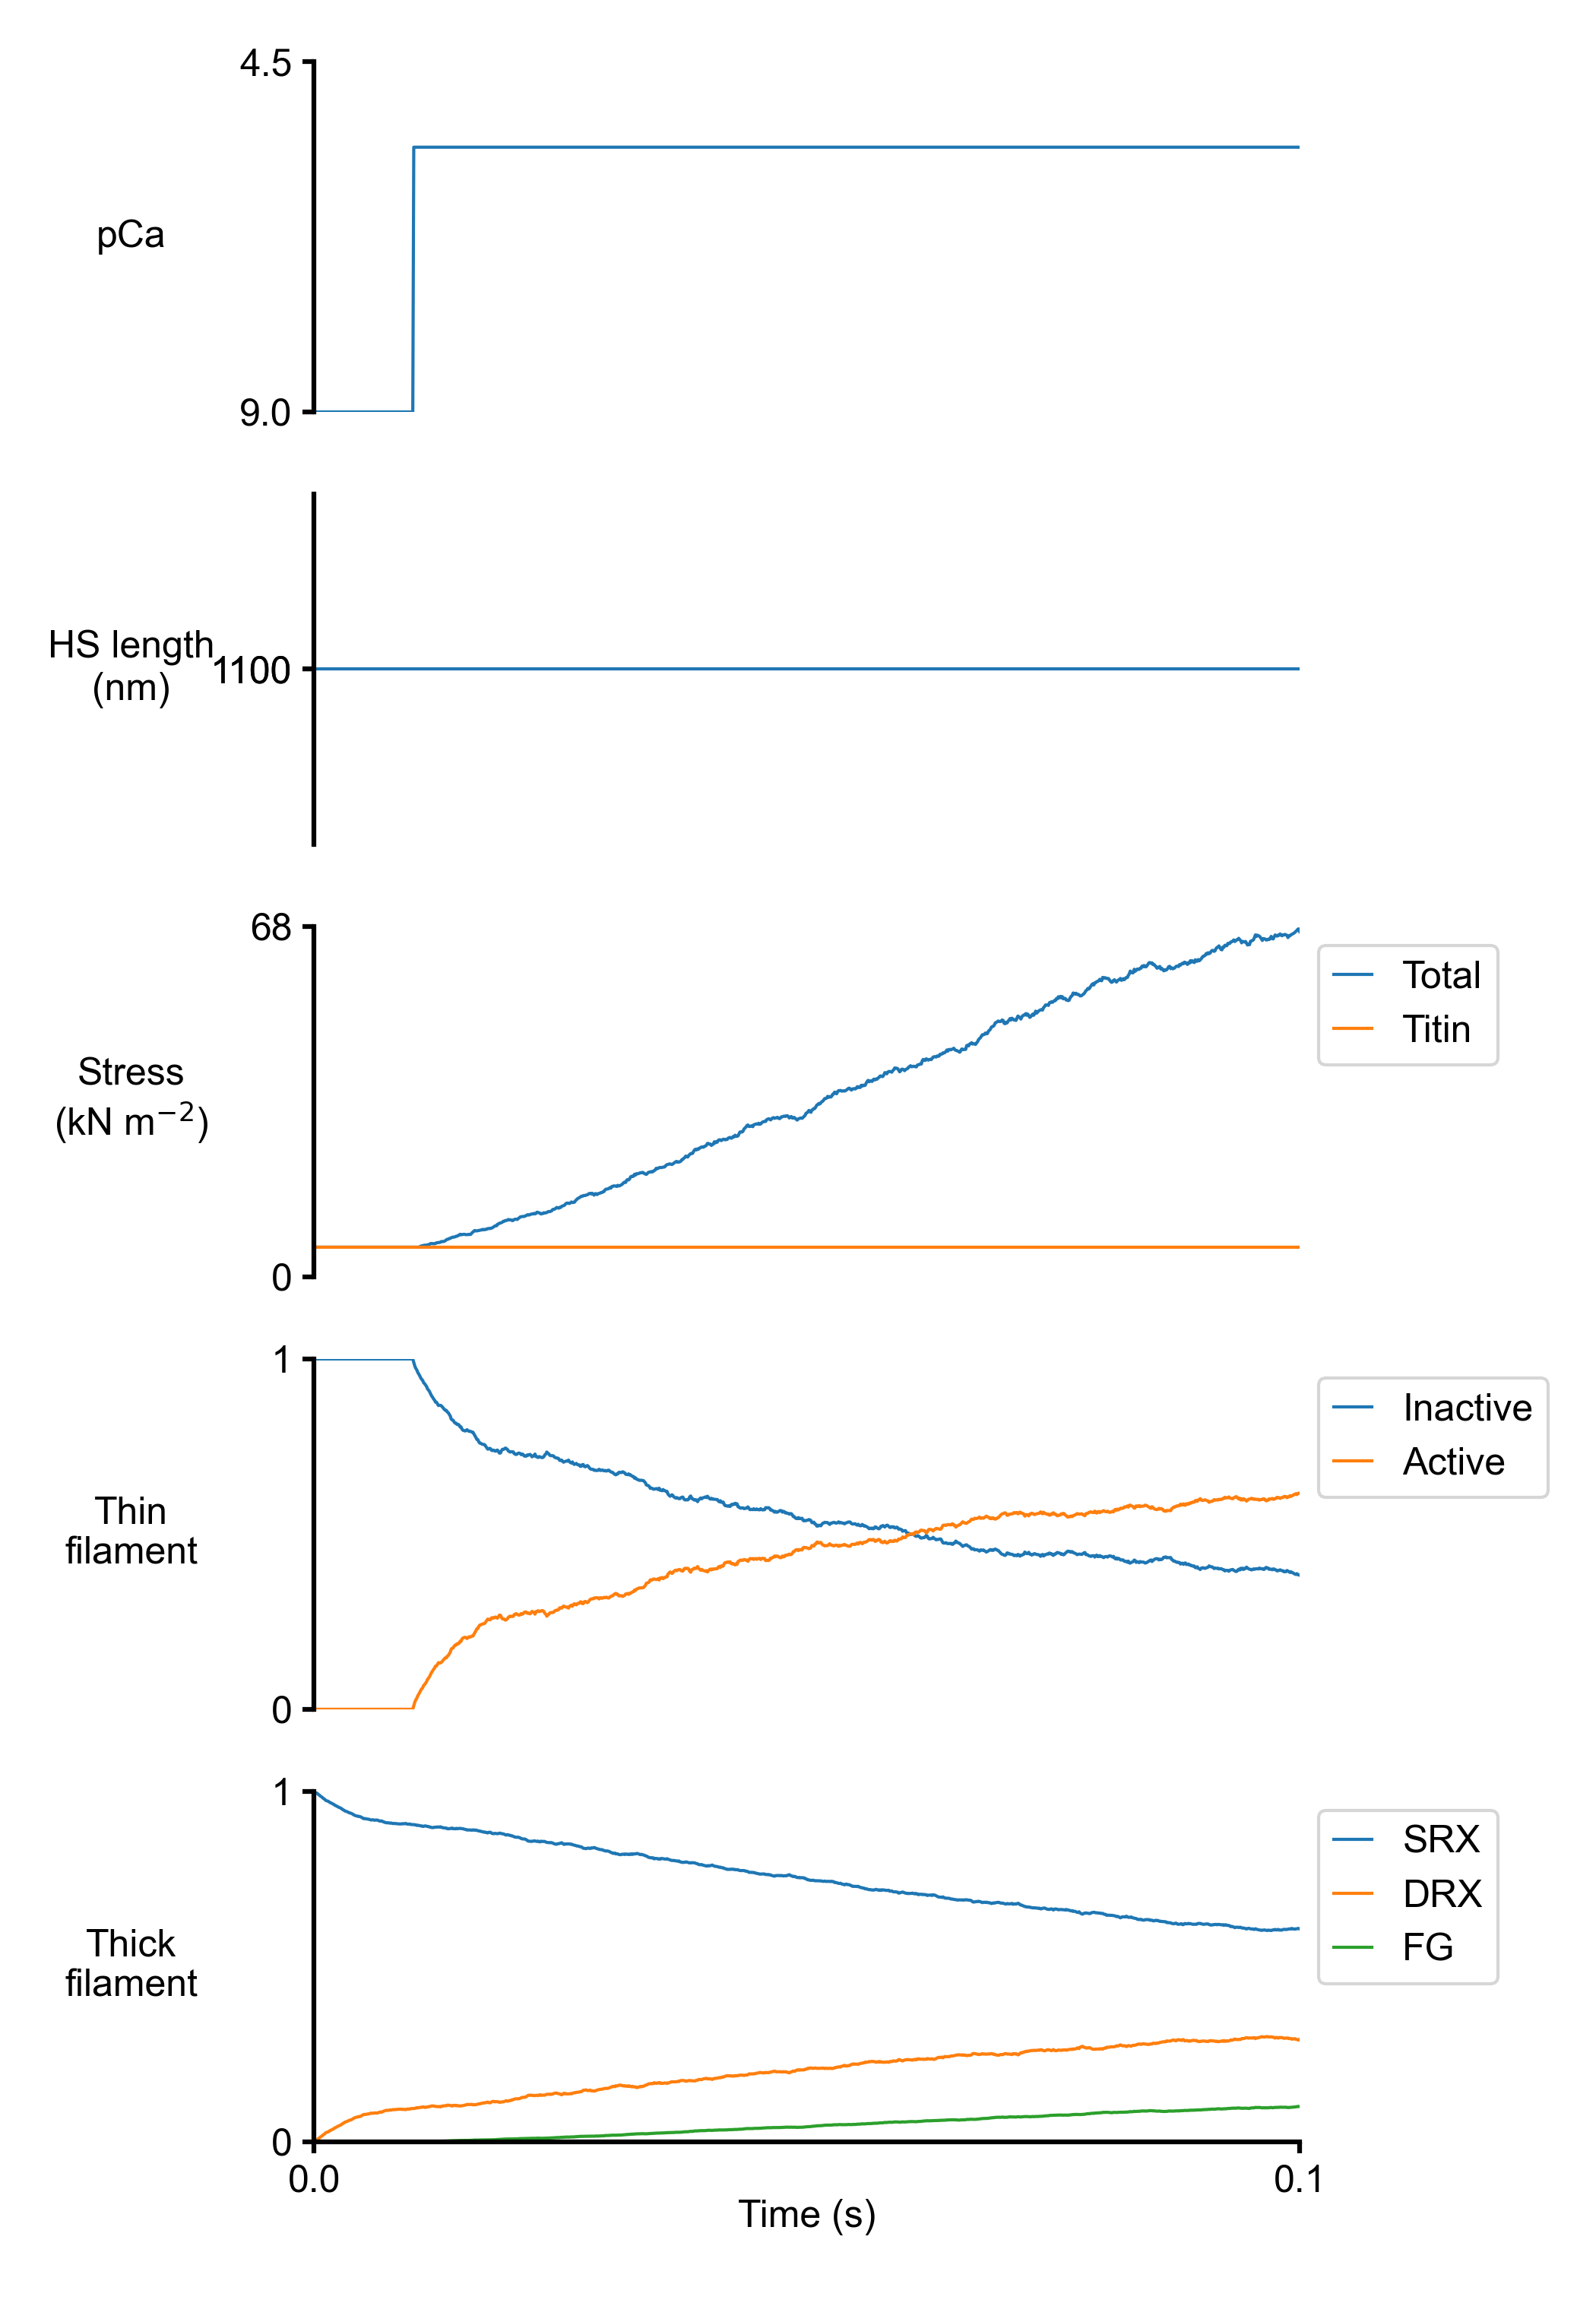 4.5
pCa
9.0
HS length
(nm)
1100
68
Stress
(kN m⁻²)
0
Total
Titin
1
Thin
filament
0
Inactive
Active
1
Thick
filament
0
SRX
DRX
FG
0.0
0.1
Time (s)